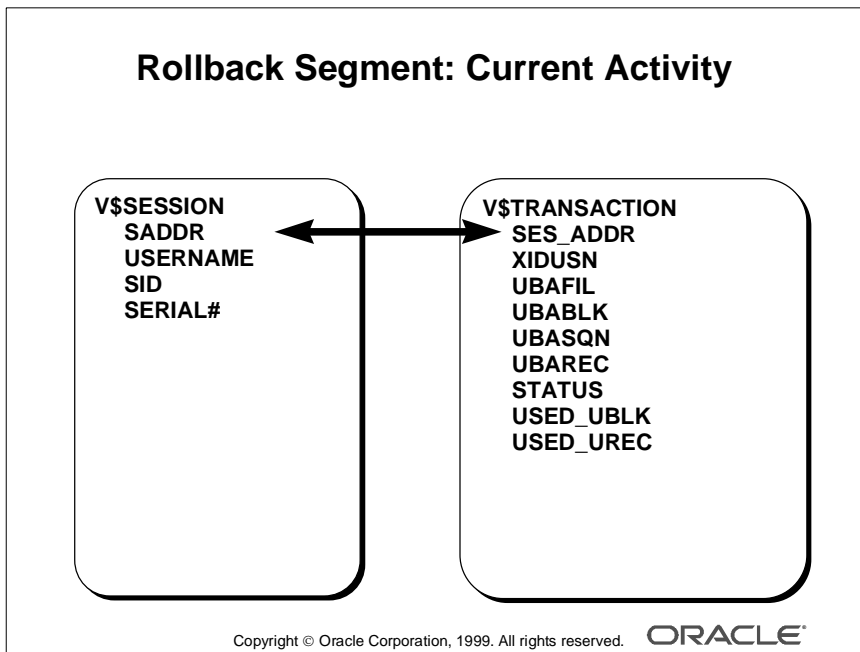 Rollback Segment: Current Activity
V$SESSION
SADDR
USERNAME
SID
SERIAL#
V$TRANSACTION
SES_ADDR
XIDUSN
UBAFIL
UBABLK
UBASQN
UBAREC
STATUS
USED_UBLK
USED_UREC
Copyright © Oracle Corporation, 1999. All rights reserved.
ORACLE®